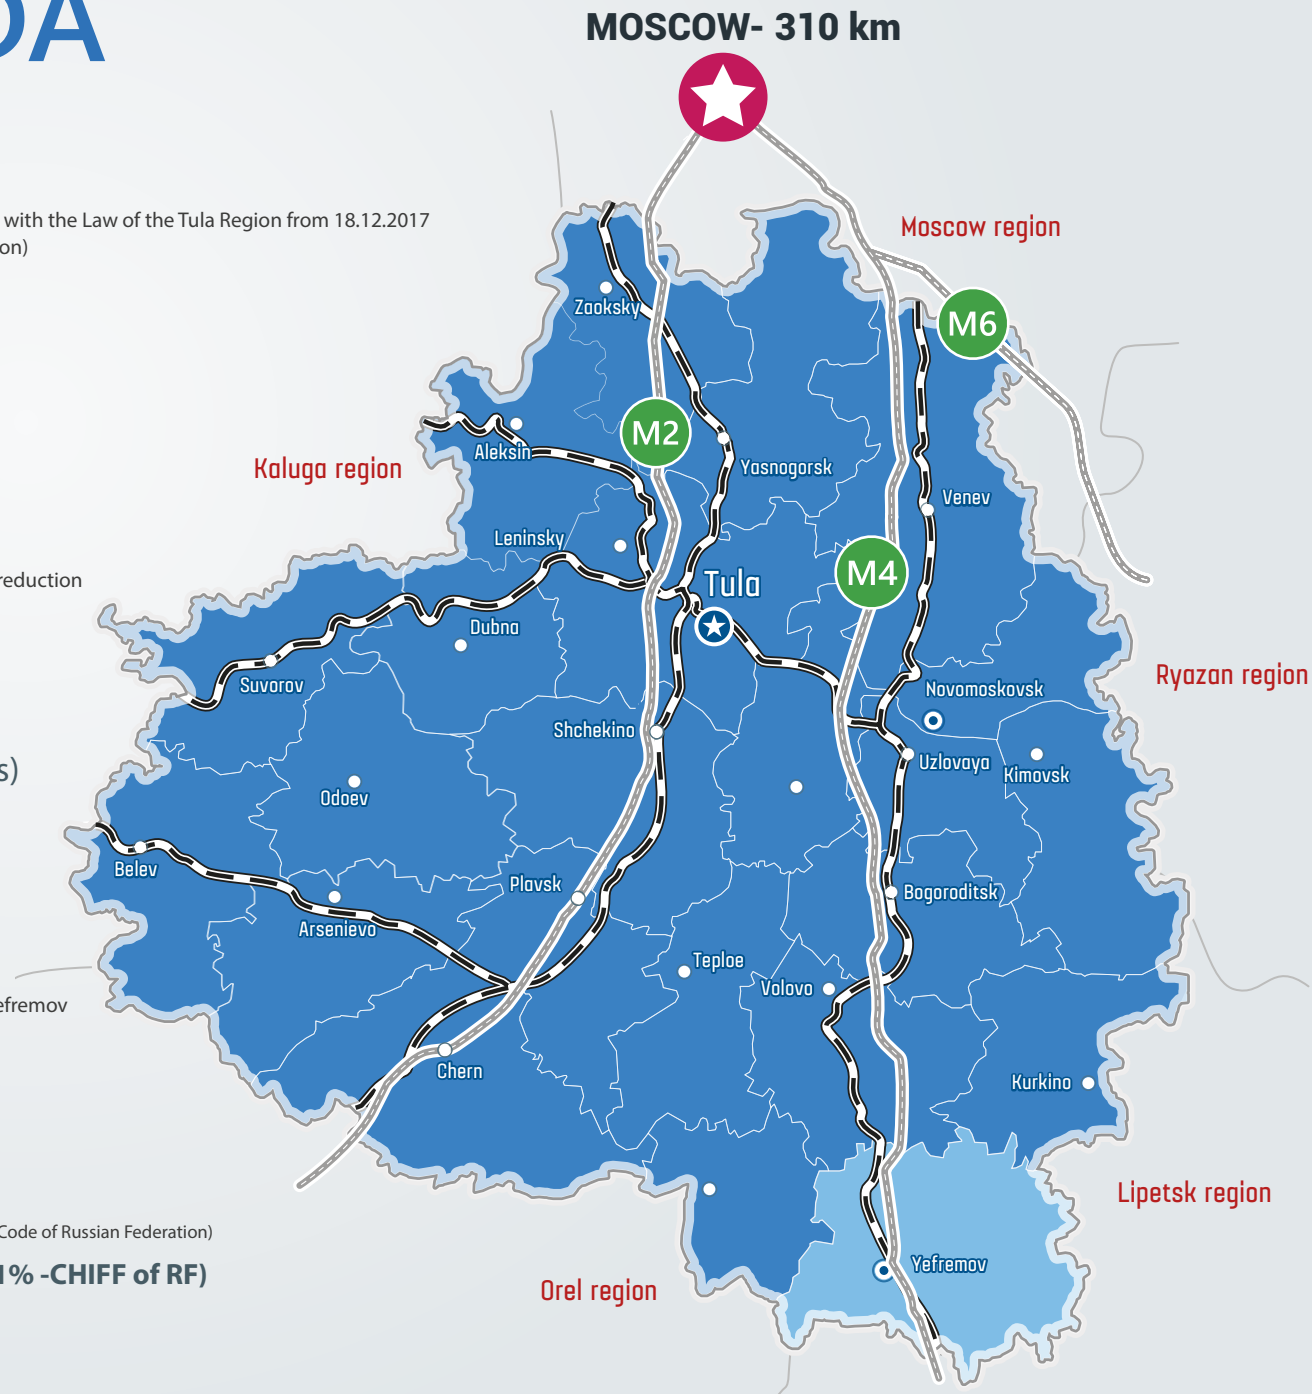 DA
MOSCOW- 310 km
with the Law of the Tula Region from 18.12.2017
on)
Moscow region
Zaoksky
M6
M2
Aleksin
Kaluga region
Yasnogorsk
Venev
Leninsky
M4
reduction
Tula
Dubna
Suvorov
Ryazan region
Novomoskovsk
Shchekino
Uzlovaya
Kimovsk
s)
Odoev
Belev
Plavsk
Bogoroditsk
Arsenievo
Teploe
Volovo
efremov
Chern
Kurkino
Lipetsk region
Code of Russian Federation)
Yefremov
1% -CHIFF of RF)
Orel region